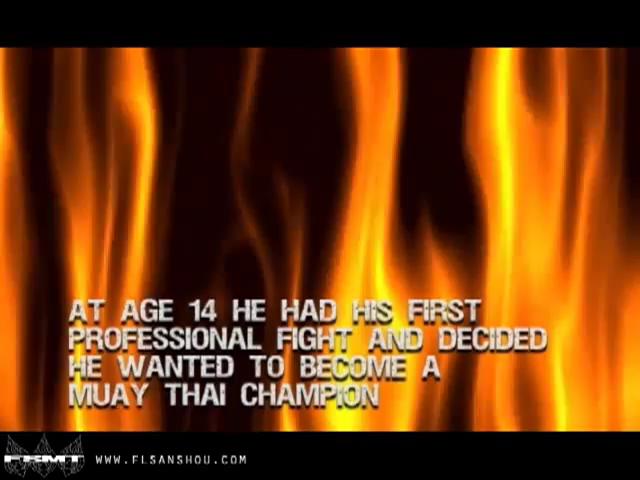 AT AGE 14 HE HAD HIS FIRST
PROFESSIONAL FIGHT AND DECIDED
HE WANTED TO BECOME A
MUAY THAI CHAMPION
FSMT WWW.FLSANSHOU.COM